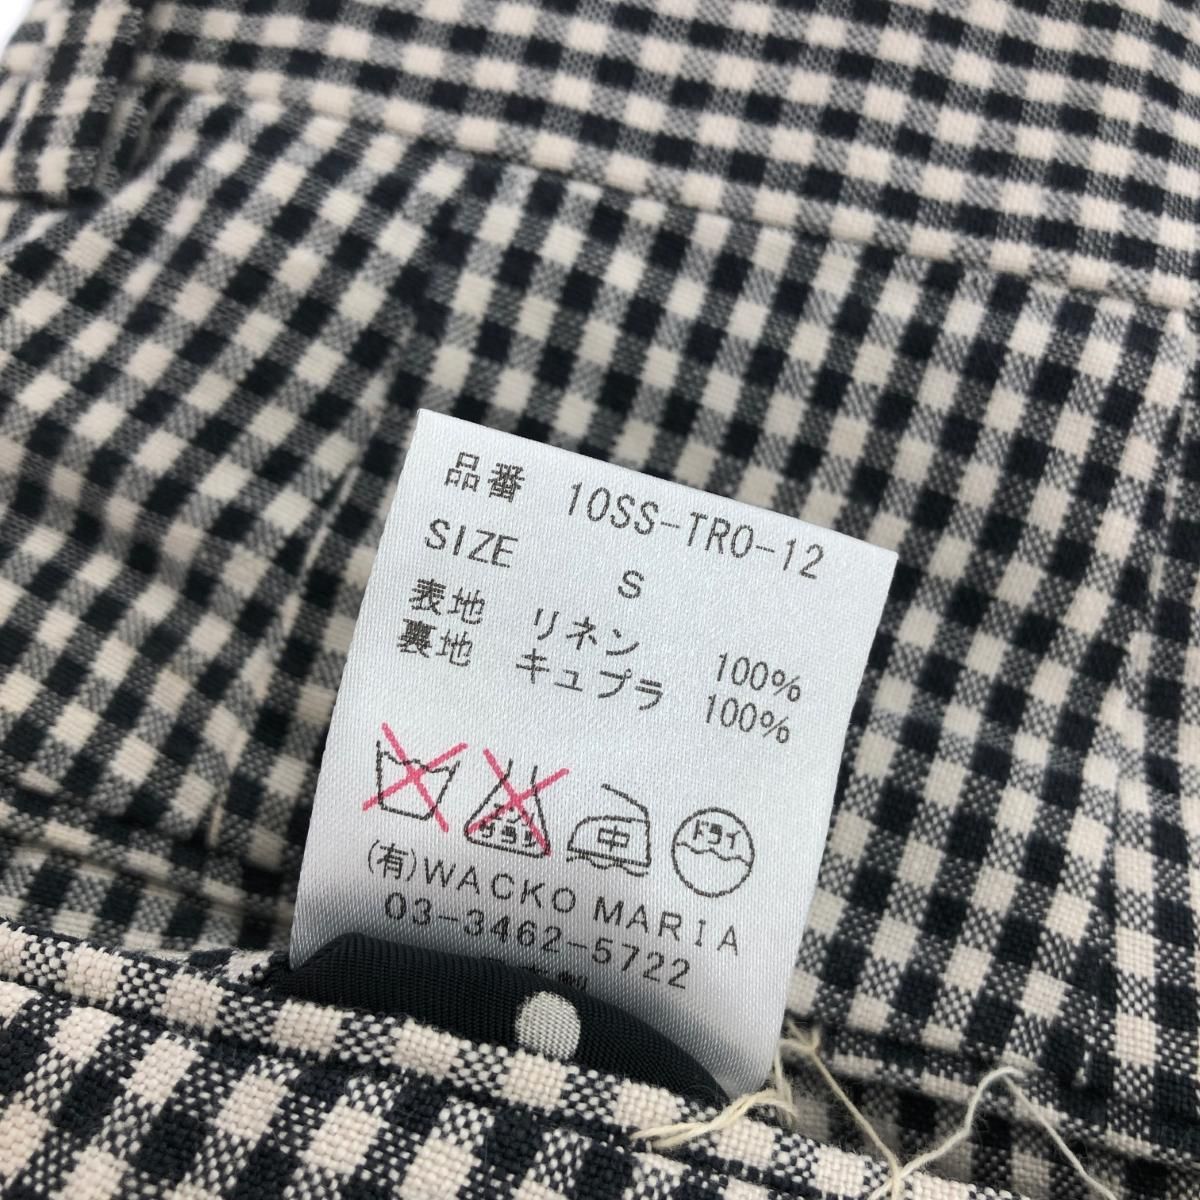 品番 10SS-TRO-12
SIZE S
表地 リネン 100%
裏地 キュプラ 100%
中 ドライ
(有)WACKO MARIA
03-3462-5722